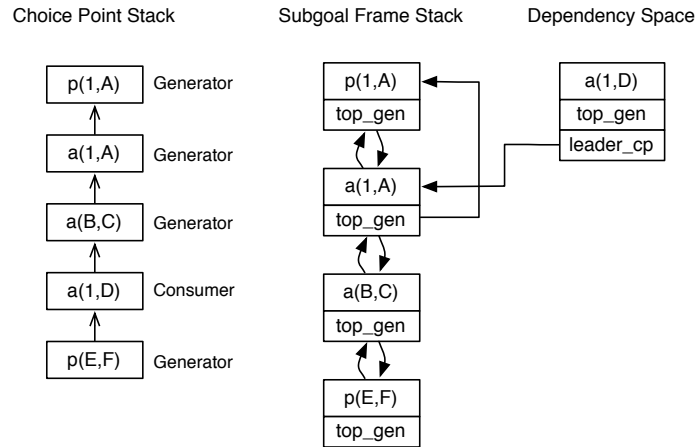 Choice Point Stack
Subgoal Frame Stack
Dependency Space
p(1,A)
Generator
a(1,A)
Generator
a(B,C)
Generator
a(1,D)
Consumer
p(E,F)
Generator
p(1,A)
top_gen
a(1,A)
top_gen
a(B,C)
top_gen
p(E,F)
top_gen
a(1,D)
top_gen
leader_cp